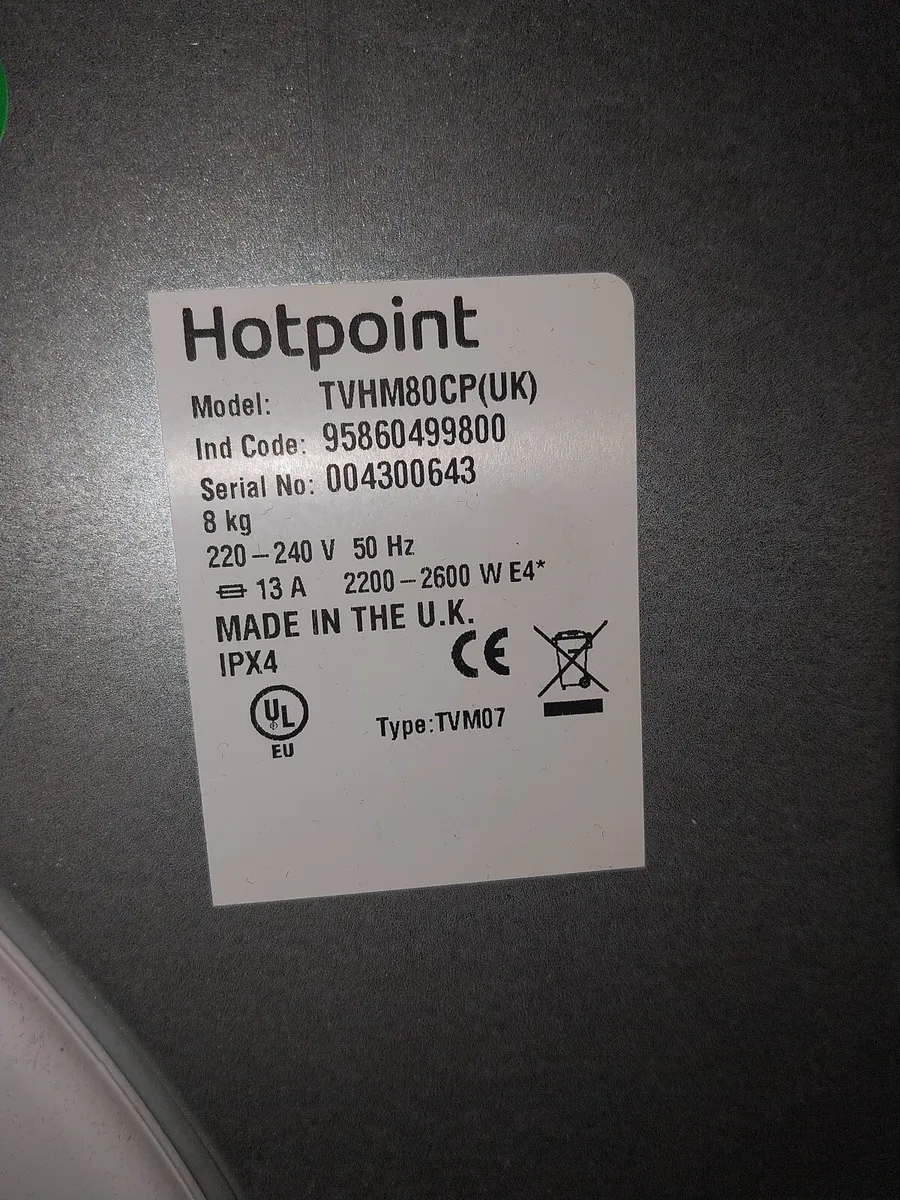 Hotpoint
Model: TVHM80CP(UK)
Ind Code: 95860499800
Serial No: 004300643
8 kg
220–240 V 50 Hz
13 A 2200–2600 W E4*
MADE IN THE U.K.
IPX4 CE
UL
EU
Type:TVM07